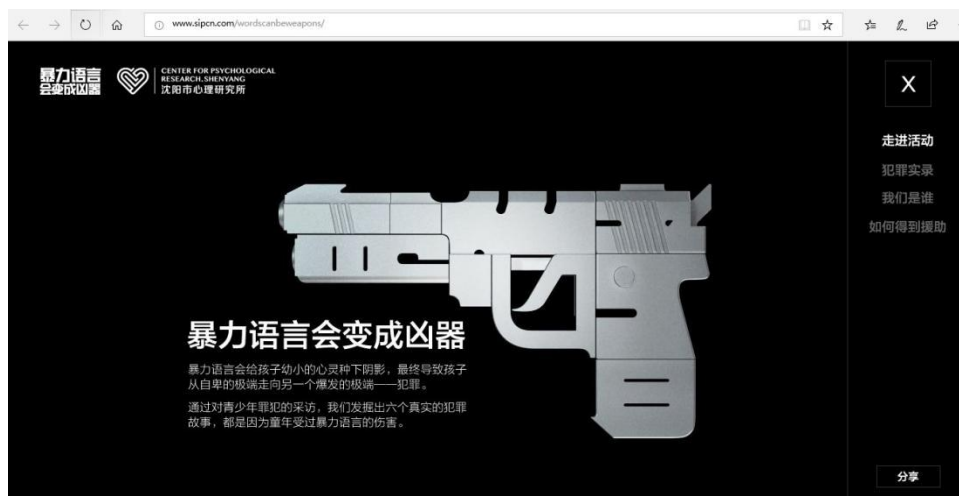 www.sipcn.com/wordscanbeweapons/
暴力语言
会变成凶器
CENTER FOR PSYCHOLOGICAL
RESEARCH, SHENYANG
沈阳市心理研究所
X
走进活动
犯罪实录
我们是谁
如何得到援助
暴力语言会变成凶器
暴力语言会给孩子幼小的心灵种下阴影，最终导致孩子
从自卑的极端走向另一个爆发的极端——犯罪。
通过对青少年罪犯的采访，我们发掘出六个真实的犯罪
故事，都是因为童年受过暴力语言的伤害。
分享